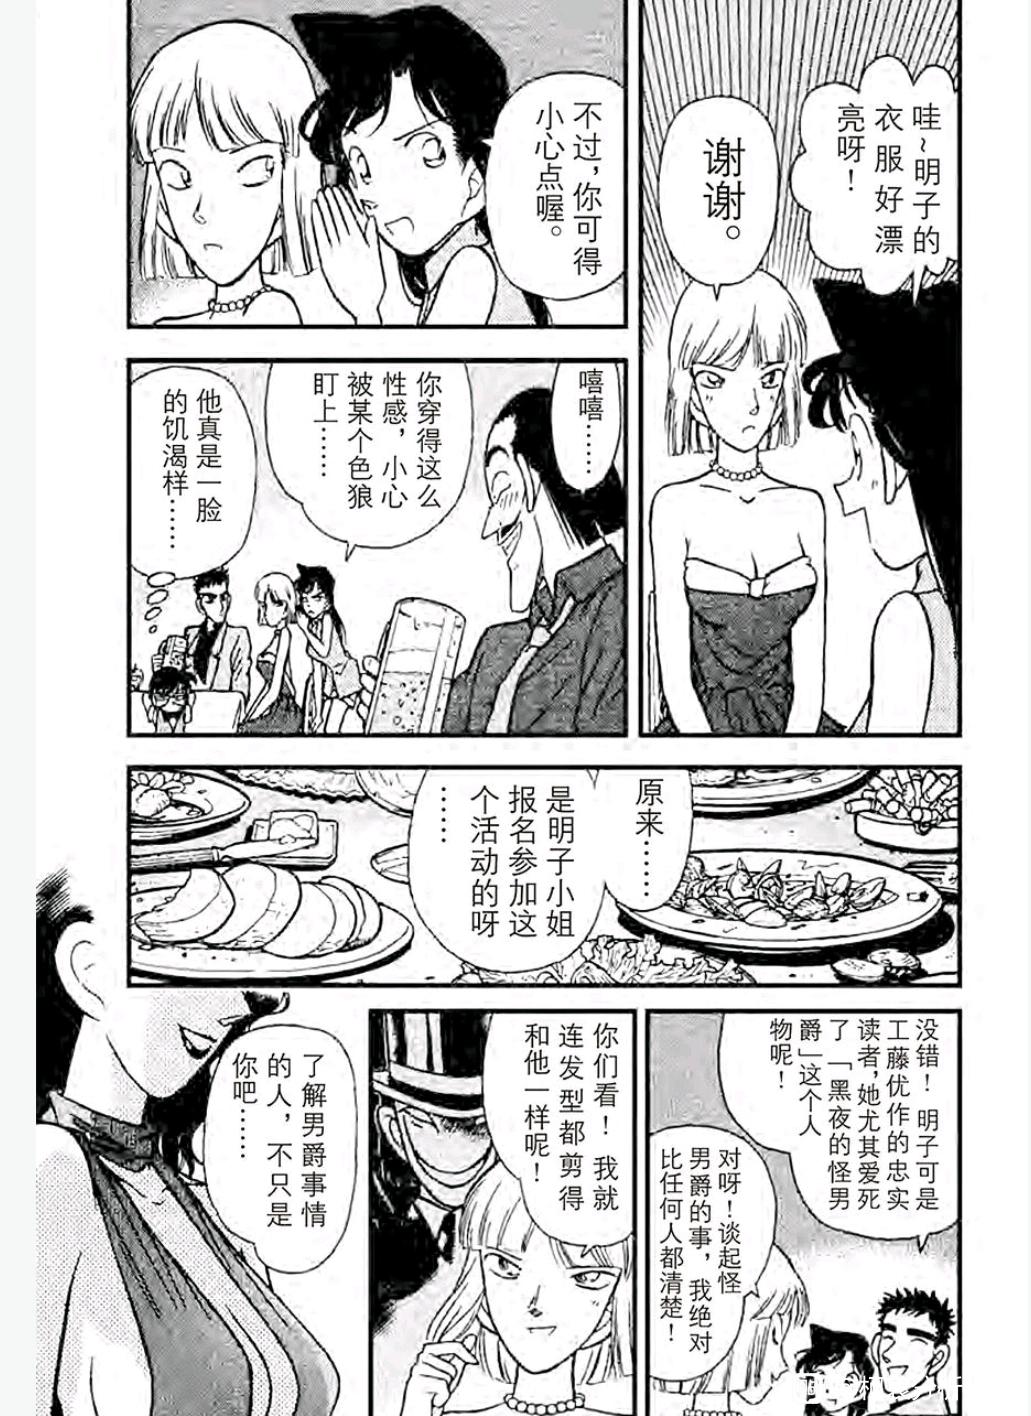 哇~明子的
衣服好漂
亮呀！
谢谢。
不过，你可得
小心点喔。
嘻嘻……
你穿得这么
性感，小心
被某个色狼
盯上……
他真是一脸
的饥渴样……
原来……
是明子小姐
报名参加这
个活动的呀
……
没错！明子可是
工藤优作的忠实
读者，她尤其爱死
了「黑夜的怪男
爵」这个人
物呢！
对呀！谈起怪
男爵的事，我绝对
比任何人都清楚！
你们看！我就
连发型都剪得
和他一样呢！
了解男爵事情
的人，不只是
你吧……